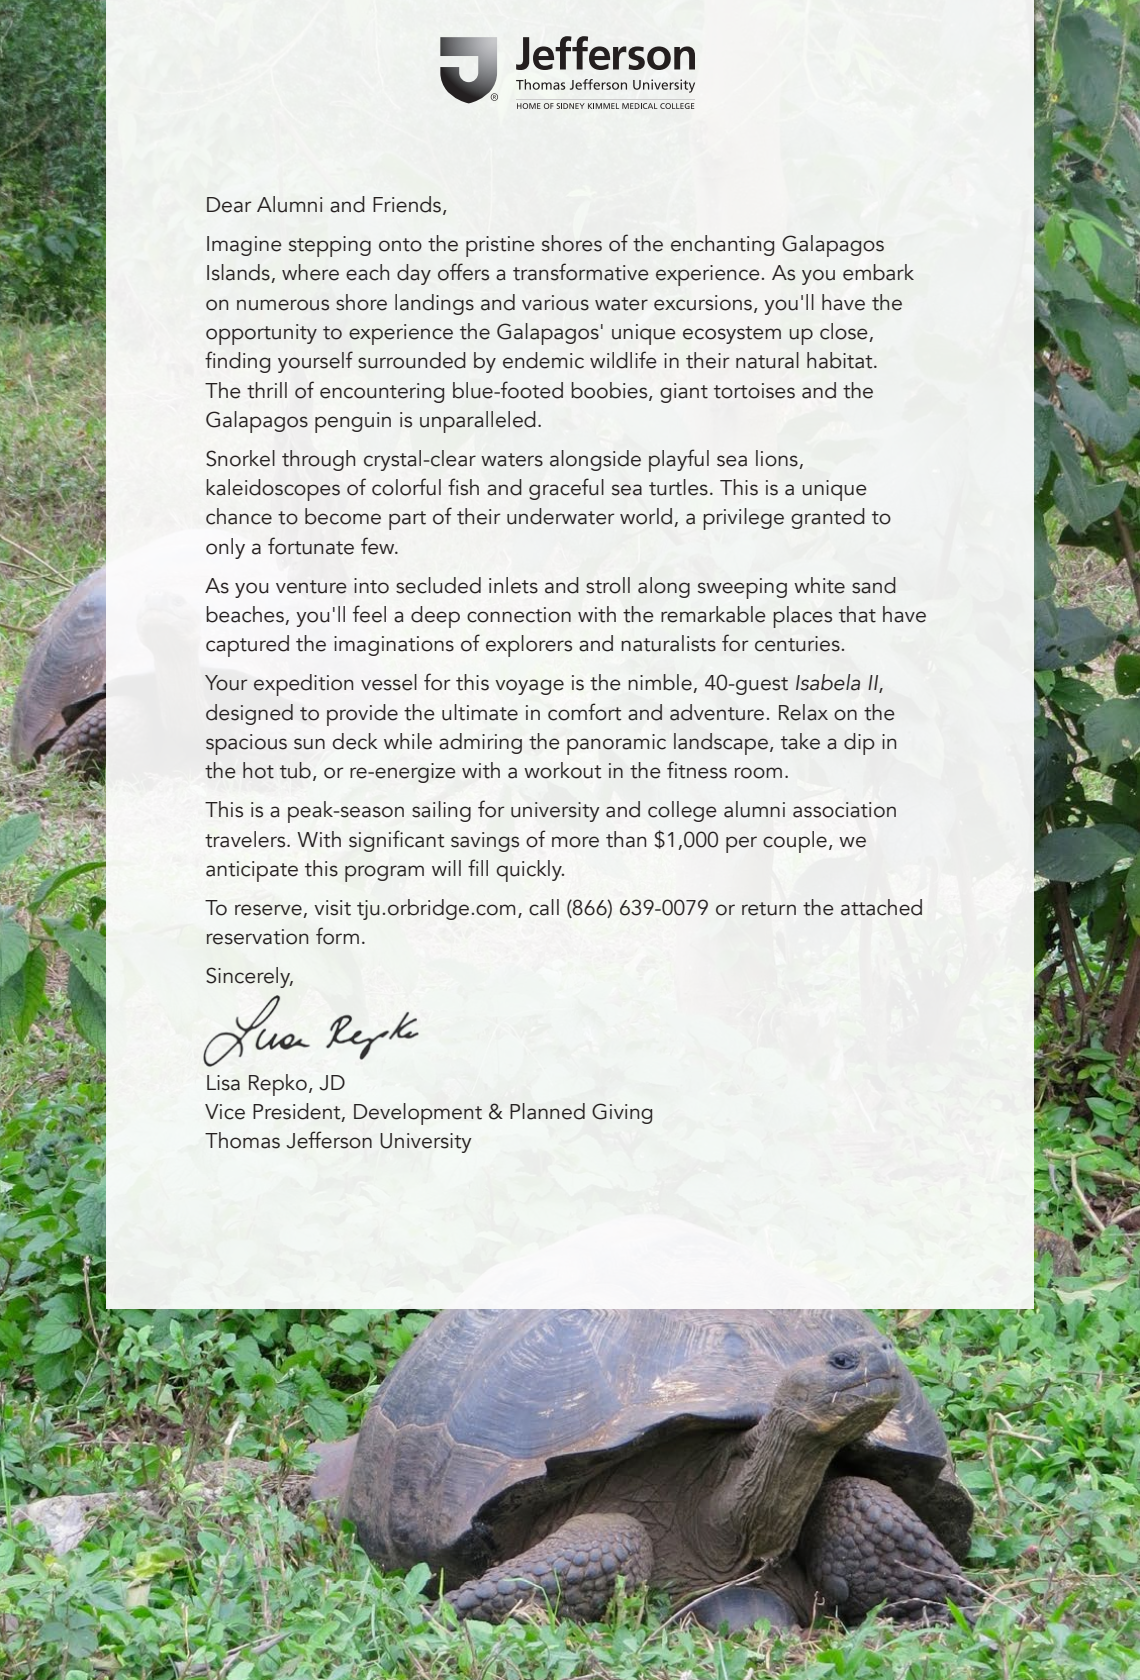 Jefferson
Thomas Jefferson University
HOME OF SIDNEY KIMMEL MEDICAL COLLEGE
Dear Alumni and Friends,
Imagine stepping onto the pristine shores of the enchanting Galapagos
Islands, where each day offers a transformative experience. As you embark
on numerous shore landings and various water excursions, you'll have the
opportunity to experience the Galapagos' unique ecosystem up close,
finding yourself surrounded by endemic wildlife in their natural habitat.
The thrill of encountering blue-footed boobies, giant tortoises and the
Galapagos penguin is unparalleled.
Snorkel through crystal-clear waters alongside playful sea lions,
kaleidoscopes of colorful fish and graceful sea turtles. This is a unique
chance to become part of their underwater world, a privilege granted to
only a fortunate few.
As you venture into secluded inlets and stroll along sweeping white sand
beaches, you'll feel a deep connection with the remarkable places that have
captured the imaginations of explorers and naturalists for centuries.
Your expedition vessel for this voyage is the nimble, 40-guest Isabela II,
designed to provide the ultimate in comfort and adventure. Relax on the
spacious sun deck while admiring the panoramic landscape, take a dip in
the hot tub, or re-energize with a workout in the fitness room.
This is a peak-season sailing for university and college alumni association
travelers. With significant savings of more than $1,000 per couple, we
anticipate this program will fill quickly.
To reserve, visit tju.orbridge.com, call (866) 639-0079 or return the attached
reservation form.
Sincerely,
Lisa Repko
Lisa Repko, JD
Vice President, Development & Planned Giving
Thomas Jefferson University